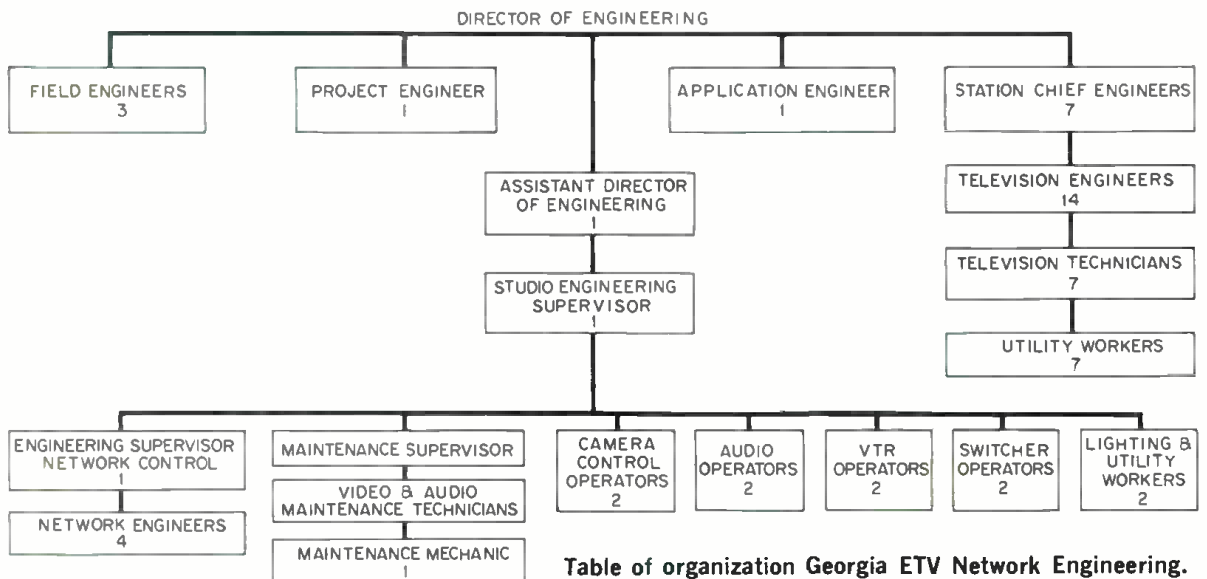 DIRECTOR OF ENGINEERING
FIELD ENGINEERS
3
PROJECT ENGINEER
1
APPLICATION ENGINEER
1
STATION CHIEF ENGINEERS
7
ASSISTANT DIRECTOR
OF ENGINEERING
1
TELEVISION ENGINEERS
14
STUDIO ENGINEERING
SUPERVISOR
1
TELEVISION TECHNICIANS
7
UTILITY WORKERS
7
ENGINEERING SUPERVISOR
NETWORK CONTROL
1
NETWORK ENGINEERS
4
MAINTENANCE SUPERVISOR
VIDEO & AUDIO
MAINTENANCE TECHNICIANS
MAINTENANCE MECHANIC
1
CAMERA
CONTROL
OPERATORS
2
AUDIO
OPERATORS
2
VTR
OPERATORS
2
SWITCHER
OPERATORS
2
LIGHTING &
UTILITY
WORKERS
2
Table of organization Georgia ETV Network Engineering.